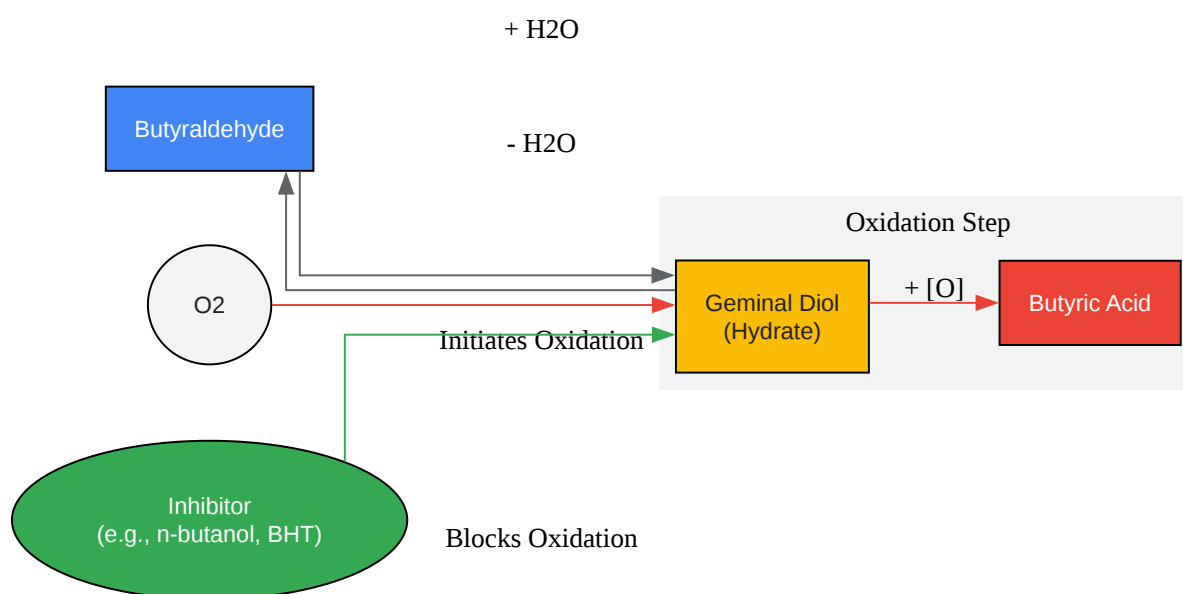 + H2O
Butyraldehyde
- H2O
Oxidation Step
O2
Geminal Diol
(Hydrate)
+ [O]
Butyric Acid
Initiates Oxidation
Inhibitor
(e.g., n-butanol, BHT)
Blocks Oxidation